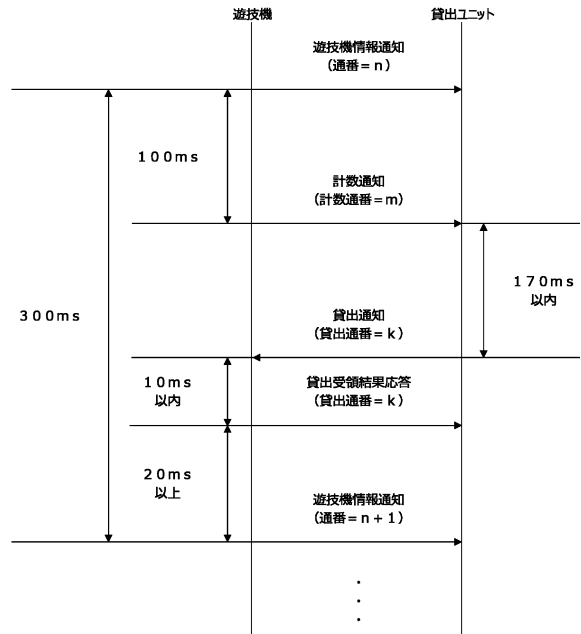 遊技機
貸出ユニット
遊技機情報通知
（通番＝ｎ）
１００ｍｓ
計数通知
（計数通番＝ｍ）
１７０ｍｓ
以内
３００ｍｓ
貸出通知
（貸出通番＝ｋ）
１０ｍｓ
以内
貸出受領結果応答
（貸出通番＝ｋ）
２０ｍｓ
以上
遊技機情報通知
（通番＝ｎ＋１）
・
・
・